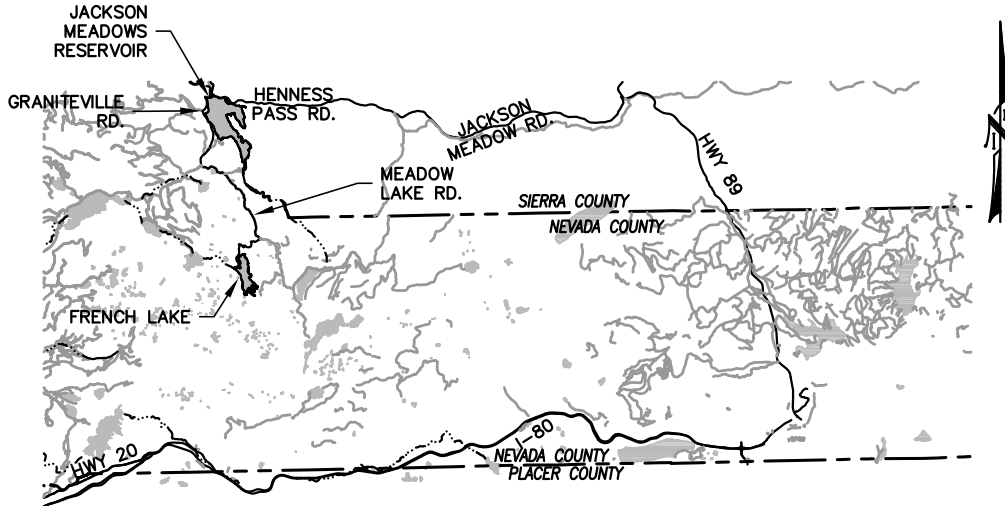 JACKSON
MEADOWS
RESERVOIR
GRANITEVILLE
RD.
HENNESS
PASS RD.
JACKSON
MEADOW RD.
HWY 89
MEADOW
LAKE RD.
SIERRA COUNTY
NEVADA COUNTY
FRENCH LAKE
HWY 20
I-80
NEVADA COUNTY
PLACER COUNTY
N